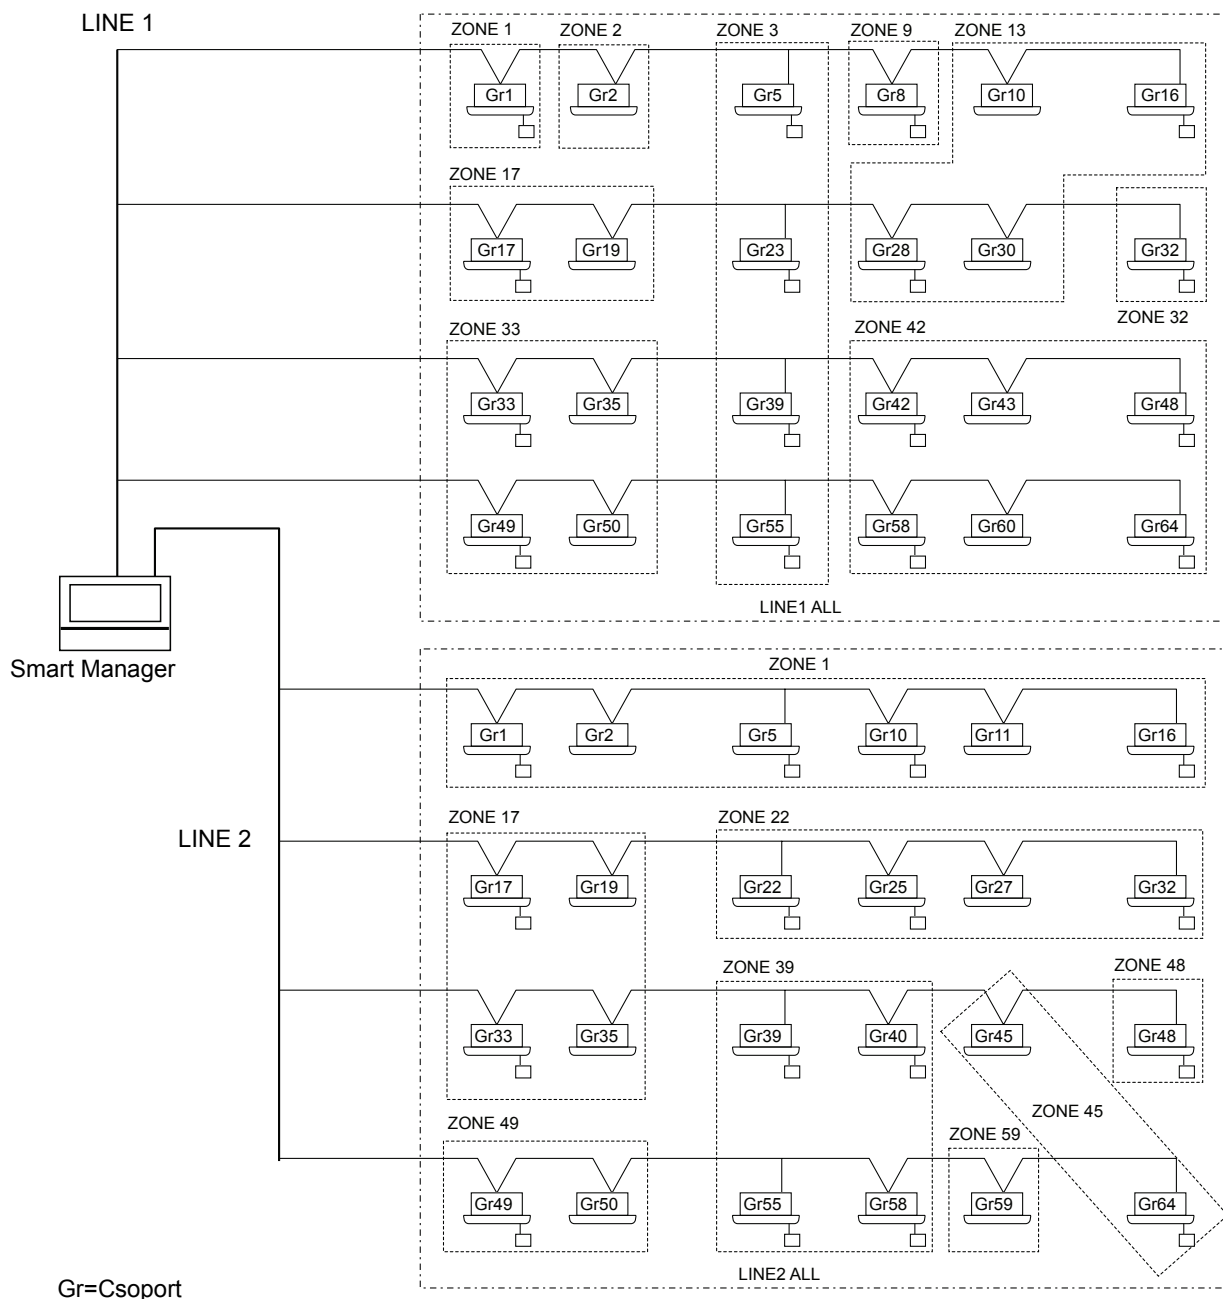 LINE 1
ZONE 1 ZONE 2 ZONE 3 ZONE 9 ZONE 13
Gr1 Gr2 Gr5 Gr8 Gr10 Gr16
ZONE 17
Gr17 Gr19 Gr23 Gr28 Gr30 Gr32
ZONE 32
ZONE 33 ZONE 42
Gr33 Gr35 Gr39 Gr42 Gr43 Gr48
Gr49 Gr50 Gr55 Gr58 Gr60 Gr64
LINE1 ALL
Smart Manager
ZONE 1
Gr1 Gr2 Gr5 Gr10 Gr11 Gr16
LINE 2
ZONE 17 ZONE 22
Gr17 Gr19 Gr22 Gr25 Gr27 Gr32
ZONE 39 ZONE 48
Gr33 Gr35 Gr39 Gr40 Gr45 Gr48
ZONE 45
ZONE 49 ZONE 59
Gr49 Gr50 Gr55 Gr58 Gr59 Gr64
LINE2 ALL
Gr=Csoport